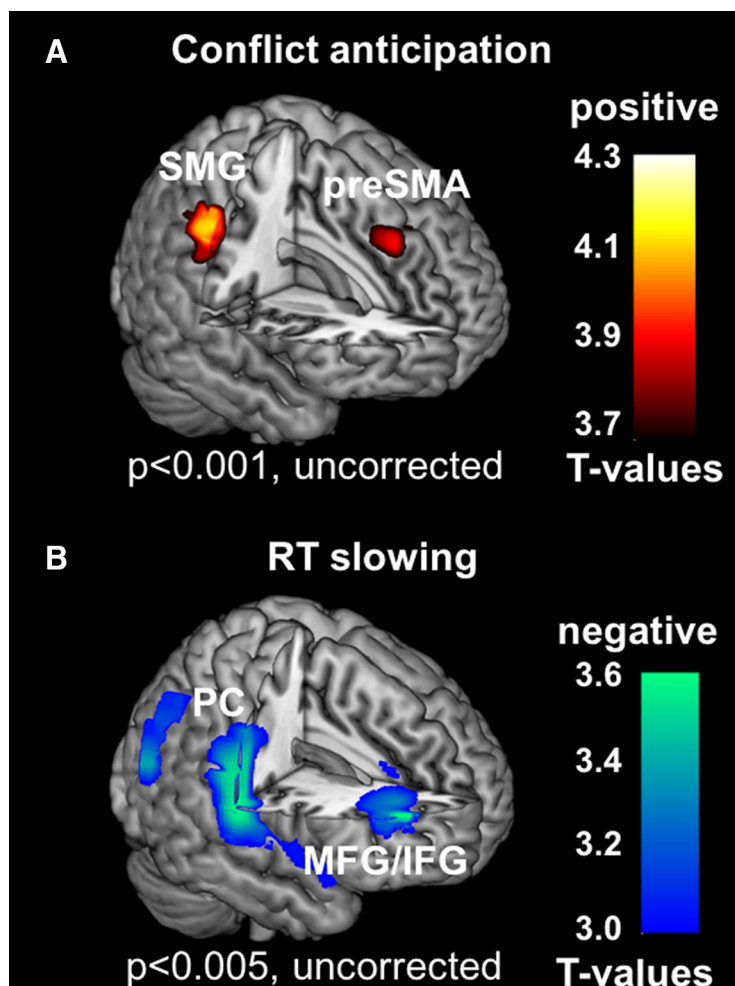 A
Conflict anticipation
positive
SMG
preSMA
4.3
4.1
3.9
3.7
T-values
p<0.001, uncorrected
B
RT slowing
negative
PC
MFG/IFG
3.6
3.4
3.2
3.0
T-values
p<0.005, uncorrected